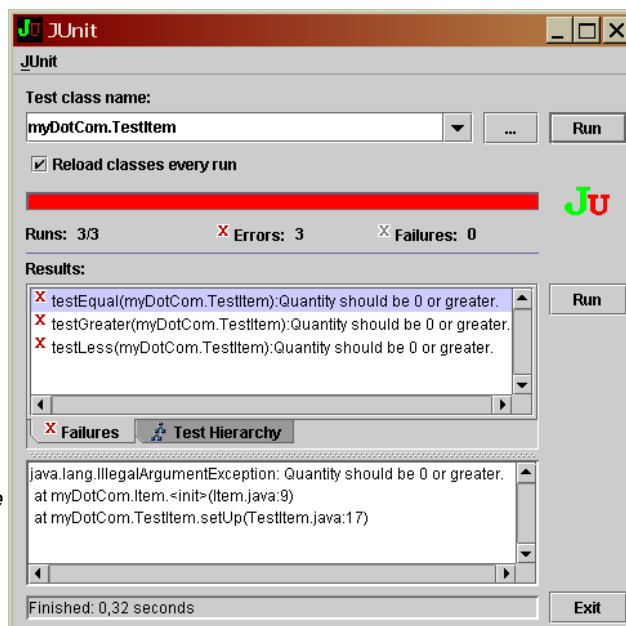 JU JUnit
JUnit
Test class name:
myDotCom.TestItem
...
Run
Reload classes every run
JU
Runs: 3/3 X Errors: 3 X Failures: 0
Results:
X testEqual(myDotCom.TestItem):Quantity should be 0 or greater.
X testGreater(myDotCom.TestItem):Quantity should be 0 or greater.
X testLess(myDotCom.TestItem):Quantity should be 0 or greater.
Run
X Failures
Test Hierarchy
java.lang.IllegalArgumentException: Quantity should be 0 or greater.
at myDotCom.Item.<init>(Item.java:9)
at myDotCom.TestItem.setUp(TestItem.java:17)
e
Finished: 0,32 seconds
Exit